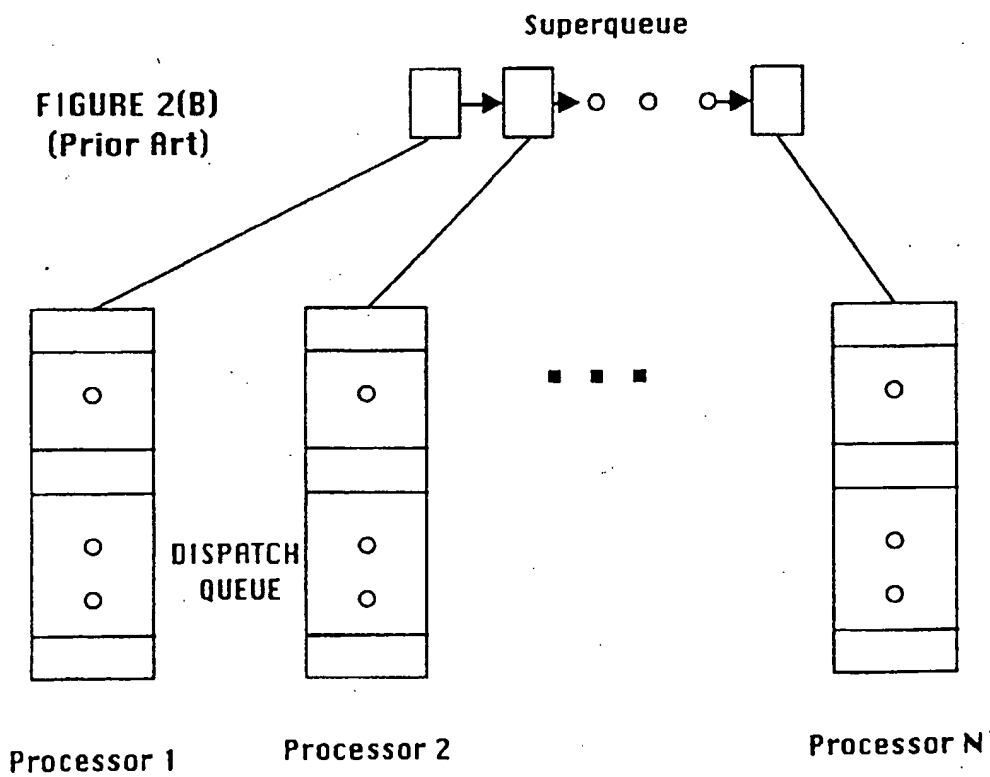 Superqueue
FIGURE 2(B)
(Prior Art)
DISPATCH
QUEUE
Processor 1
Processor 2
Processor N